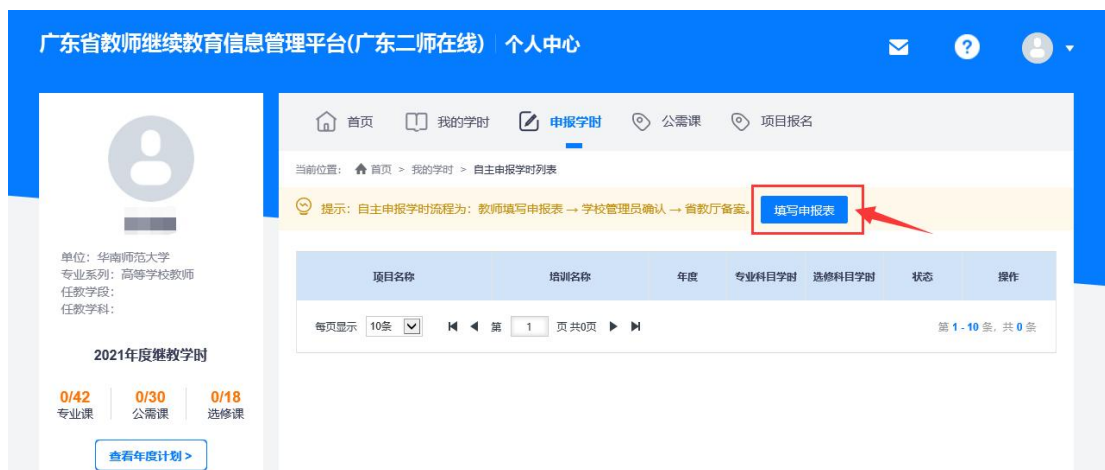 广东省教师继续教育信息管理平台(广东二师在线) 个人中心
首页 我的学时 申报学时 公需课 项目报名
当前位置: 首页 > 我的学时 > 自主申报学时列表
提示:自主申报学时流程为:教师填写申报表 → 学校管理员确认 → 省教厅备案。 填写申报表
项目名称 培训名称 年度 专业科目学时 选修科目学时 状态 操作
每页显示 10条 第 1 页 共0页 第 1 - 10 条, 共 0 条
单位: 华南师范大学
专业系列: 高等学校教师
任教学段:
任教学科:
2021年度继教学时
0/42 0/30 0/18
专业课 公需课 选修课
查看年度计划 >